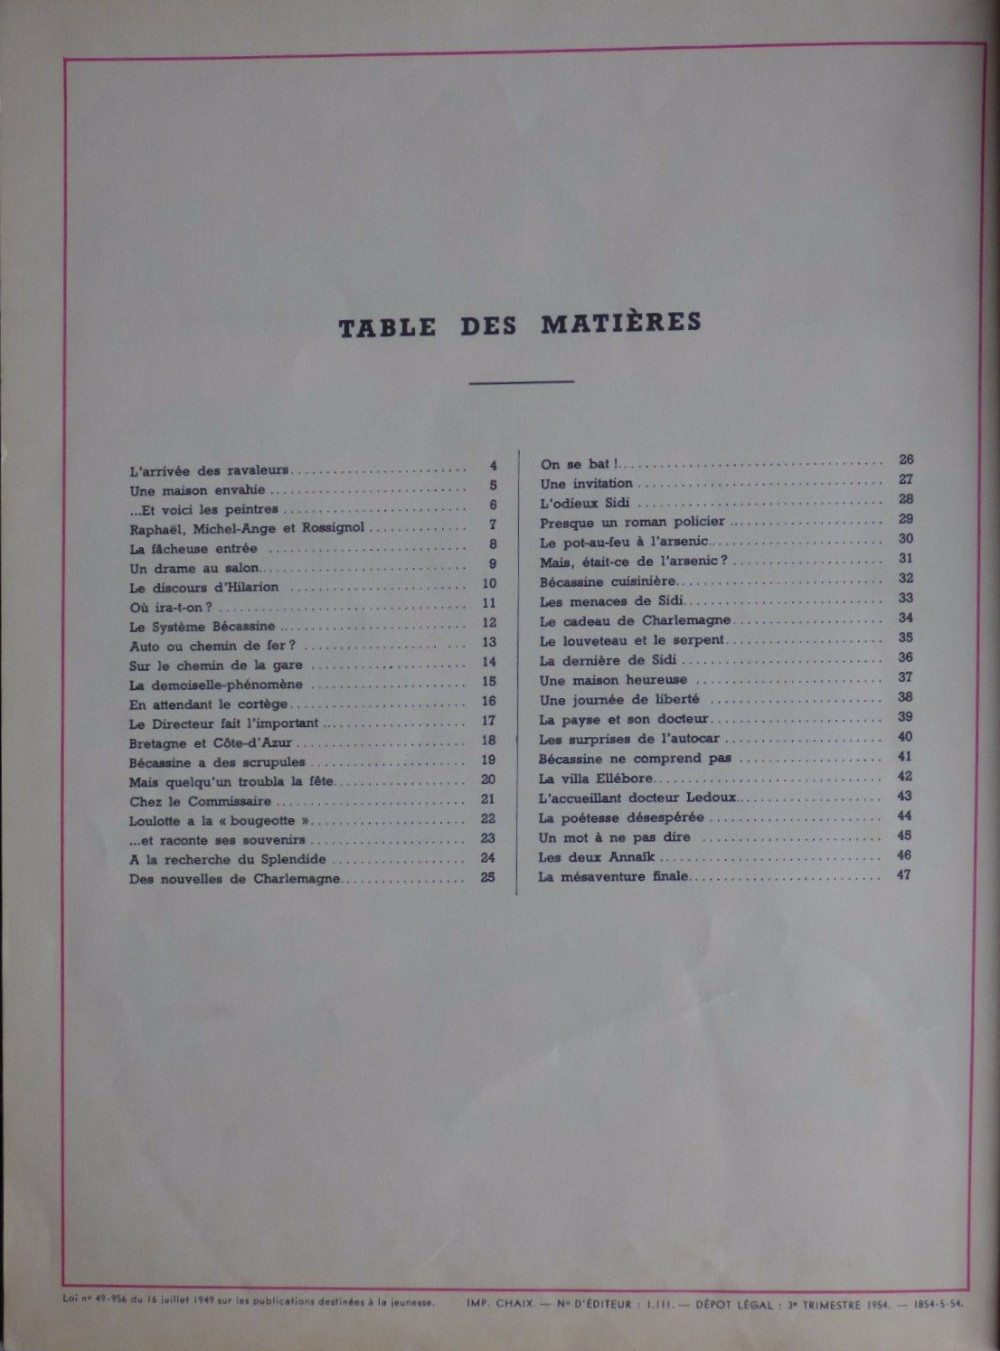 TABLE DES MATIÈRES
L'arrivée des ravaleurs........................ 4
Une maison envahie........................ 5
...Et voici les peintres........................ 6
Raphaël, Michel-Ange et Rossignol............. 7
La fâcheuse entrée........................ 8
Un drame au salon........................ 9
Le discours d'Hilarion........................ 10
Où ira-t-on ?........................ 11
Le Système Bécassine........................ 12
Auto ou chemin de fer ?........................ 13
Sur le chemin de la gare........................ 14
La demoiselle-phénomène........................ 15
En attendant le cortège........................ 16
Le Directeur fait l'important.................... 17
Bretagne et Côte-d'Azur........................ 18
Bécassine a des scrupules........................ 19
Mais quelqu'un troubla la fête.................. 20
Chez le Commissaire........................ 21
Loulotte a la « bougeotte »........................ 22
...et raconte ses souvenirs........................ 23
A la recherche du Splendide.................... 24
Des nouvelles de Charlemagne.................. 25
On se bat !........................ 26
Une invitation........................ 27
L'odieux Sidi........................ 28
Presque un roman policier........................ 29
Le pot-au-feu à l'arsenic........................ 30
Mais, était-ce de l'arsenic ?.................... 31
Bécassine cuisinière........................ 32
Les menaces de Sidi........................ 33
Le cadeau de Charlemagne........................ 34
Le louveteau et le serpent........................ 35
La dernière de Sidi........................ 36
Une maison heureuse........................ 37
Une journée de liberté........................ 38
La payse et son docteur........................ 39
Les surprises de l'autocar........................ 40
Bécassine ne comprend pas.................... 41
La villa Ellébore........................ 42
L'accueillant docteur Ledoux.................... 43
La poétesse désespérée........................ 44
Un mot à ne pas dire........................ 45
Les deux Annaïk........................ 46
La mésaventure finale........................ 47
Loi nº 49-956 du 16 juillet 1949 sur les publications destinées à la jeunesse. IMP. CHAIX. — Nº D'ÉDITEUR : 1.111. — DÉPOT LÉGAL : 3e TRIMESTRE 1954. — 1854-5-54.